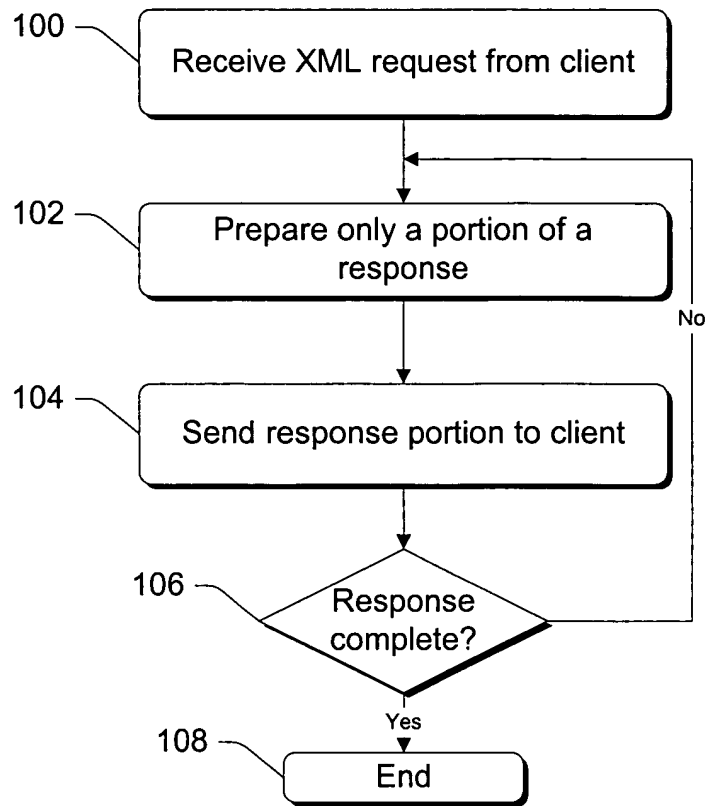 100
Receive XML request from client
102
Prepare only a portion of a
response
No
104
Send response portion to client
106
Response
complete?
Yes
108
End